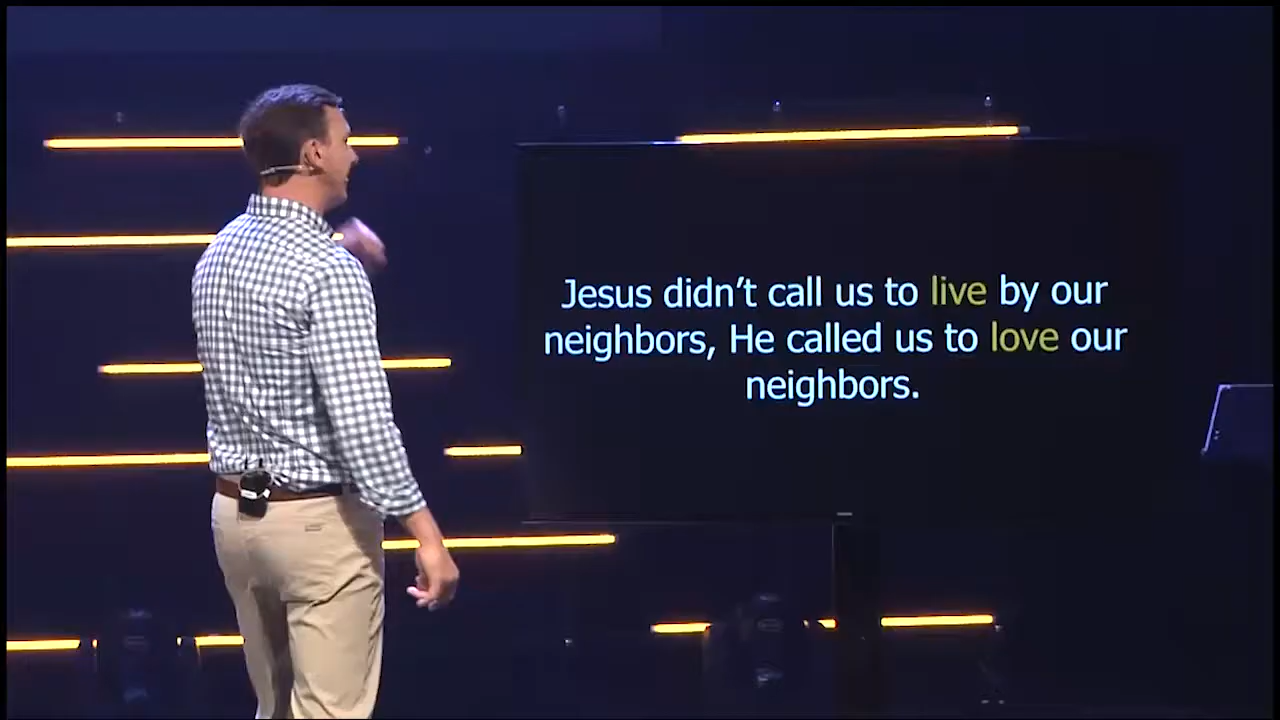 Jesus didn't call us to live by our
neighbors, He called us to love our
neighbors.